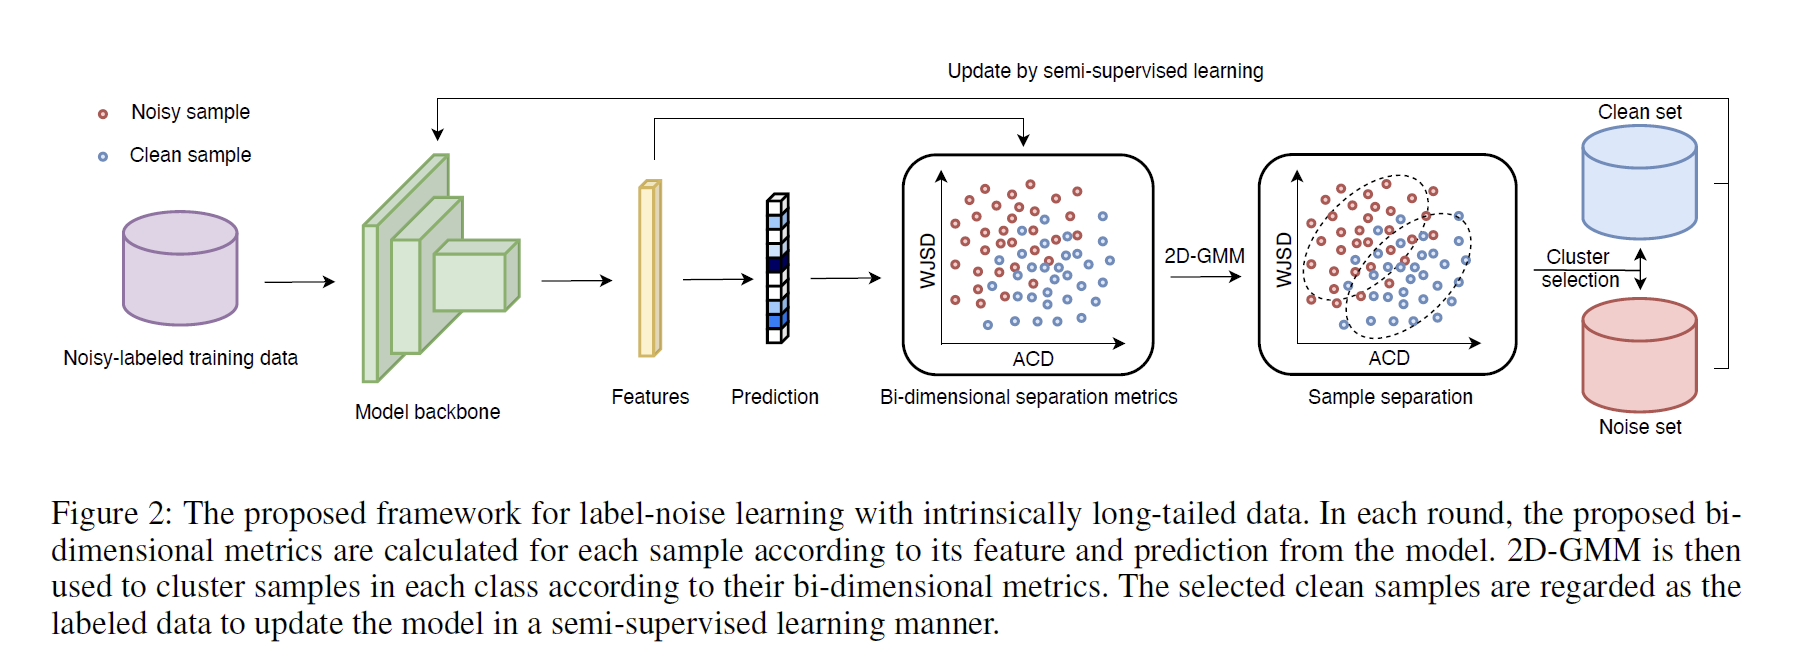 Update by semi-supervised learning
Noisy sample
Clean sample
Clean set
WJSD
ACD
2D-GMM
WJSD
ACD
Cluster
selection
Noisy-labeled training data
Model backbone
Features
Prediction
Bi-dimensional separation metrics
Sample separation
Noise set
Figure 2: The proposed framework for label-noise learning with intrinsically long-tailed data. In each round, the proposed bi-
dimensional metrics are calculated for each sample according to its feature and prediction from the model. 2D-GMM is then
used to cluster samples in each class according to their bi-dimensional metrics. The selected clean samples are regarded as the
labeled data to update the model in a semi-supervised learning manner.